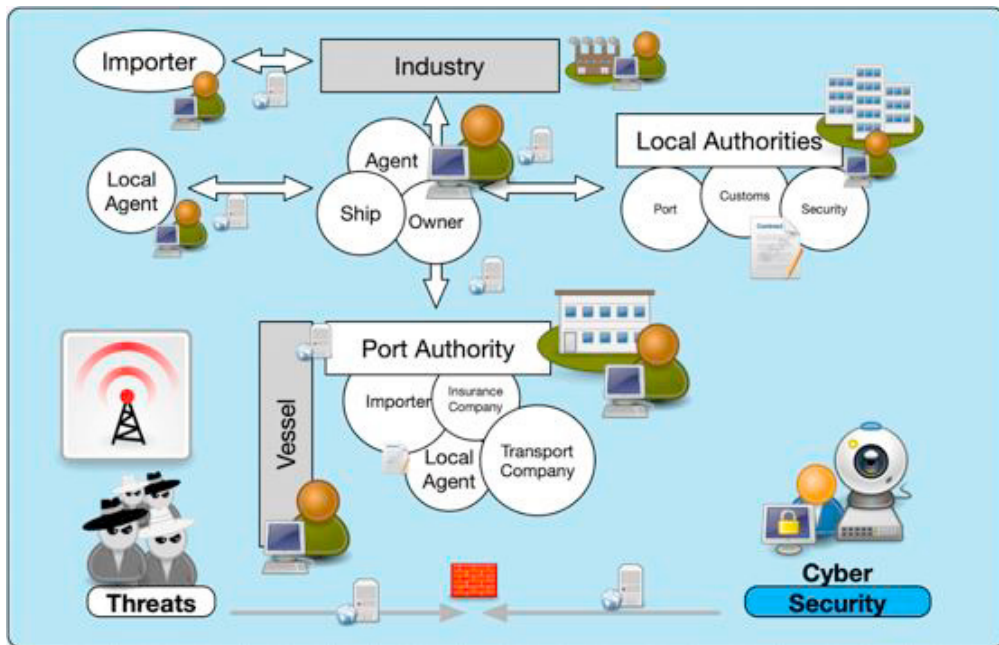 Importer
Industry
Local Authorities
Agent
Local
Agent
Ship
Owner
Port
Customs
Security
Contract
Port Authority
Vessel
Importer
Insurance
Company
Local
Agent
Transport
Company
Threats
Cyber
Security